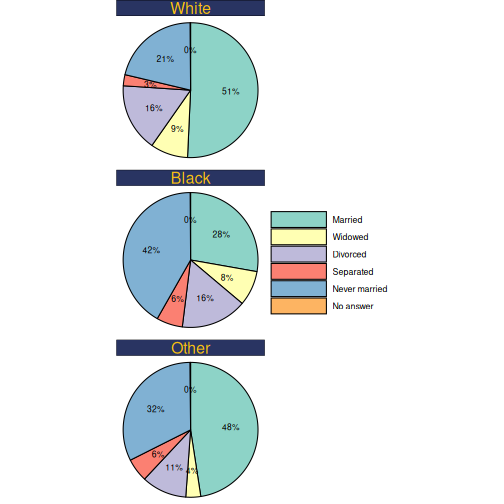 White
0%
21%
3%
51%
16%
9%
Black
0%
28%
42%
8%
6%
16%
Married
Widowed
Divorced
Separated
Never married
No answer
Other
0%
32%
48%
6%
11%
4%